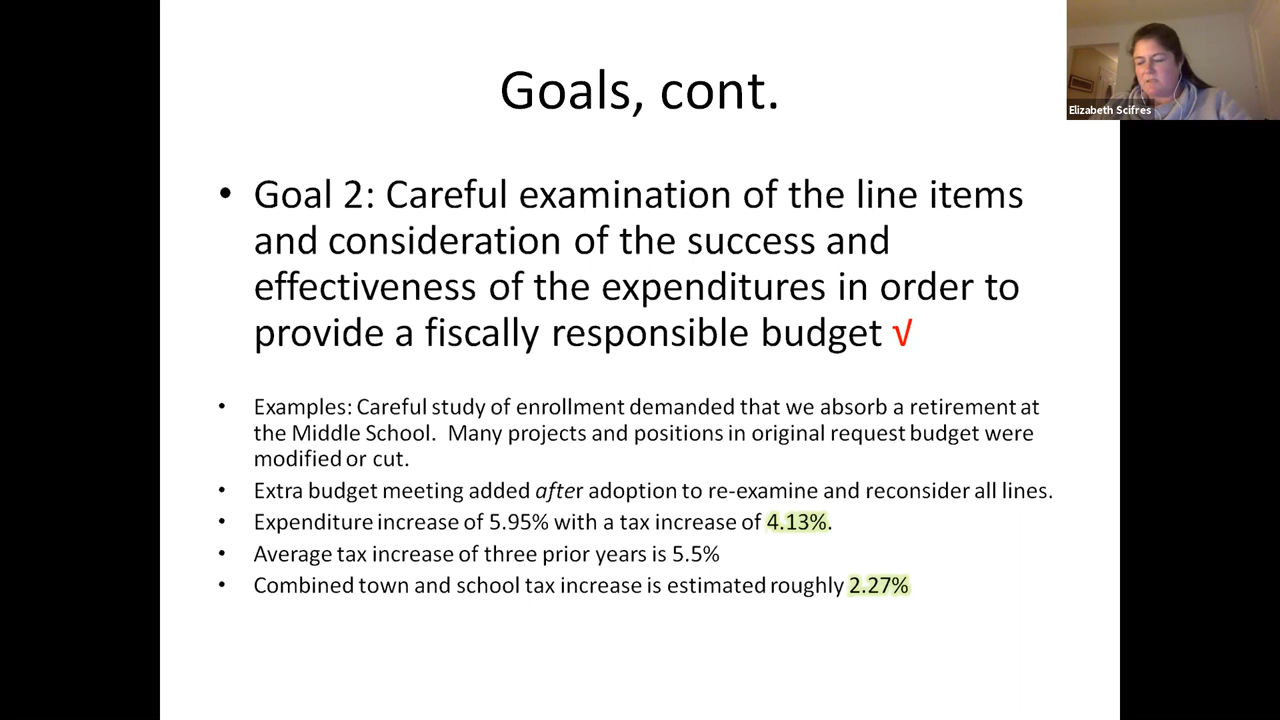 Goals, cont.
Elizabeth Scifres
• Goal 2: Careful examination of the line items
and consideration of the success and
effectiveness of the expenditures in order to
provide a fiscally responsible budget √
• Examples: Careful study of enrollment demanded that we absorb a retirement at
the Middle School.  Many projects and positions in original request budget were
modified or cut.
• Extra budget meeting added after adoption to re-examine and reconsider all lines.
• Expenditure increase of 5.95% with a tax increase of 4.13%.
• Average tax increase of three prior years is 5.5%
• Combined town and school tax increase is estimated roughly 2.27%